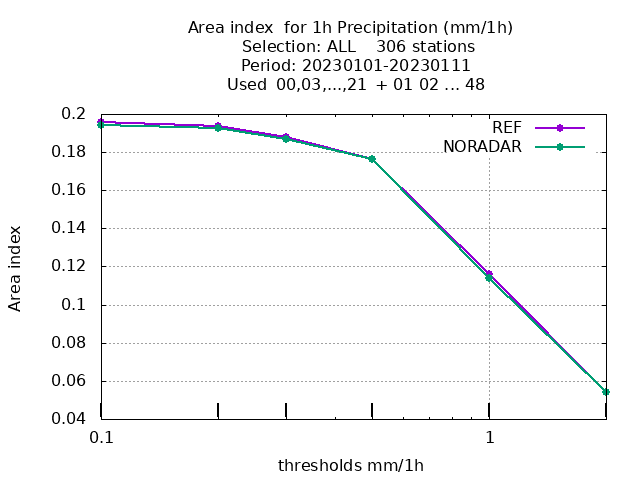 Area index  for 1h Precipitation (mm/1h)
Selection: ALL    306 stations
Period: 20230101-20230111
Used  00,03,...,21  + 01 02 ... 48
0.2
REF
NORADAR
0.18
0.16
0.14
0.12
0.1
0.08
0.06
0.04
Area index
0.1
1
thresholds mm/1h